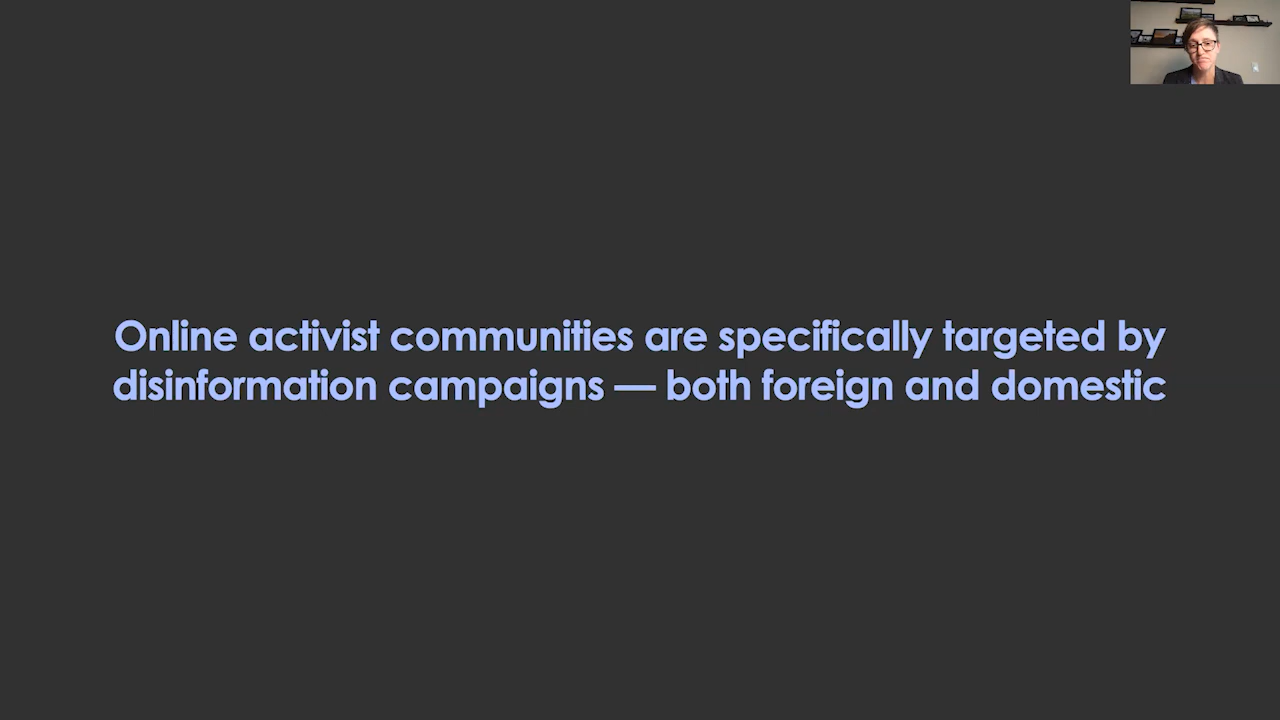 Online activist communities are specifically targeted by
disinformation campaigns — both foreign and domestic